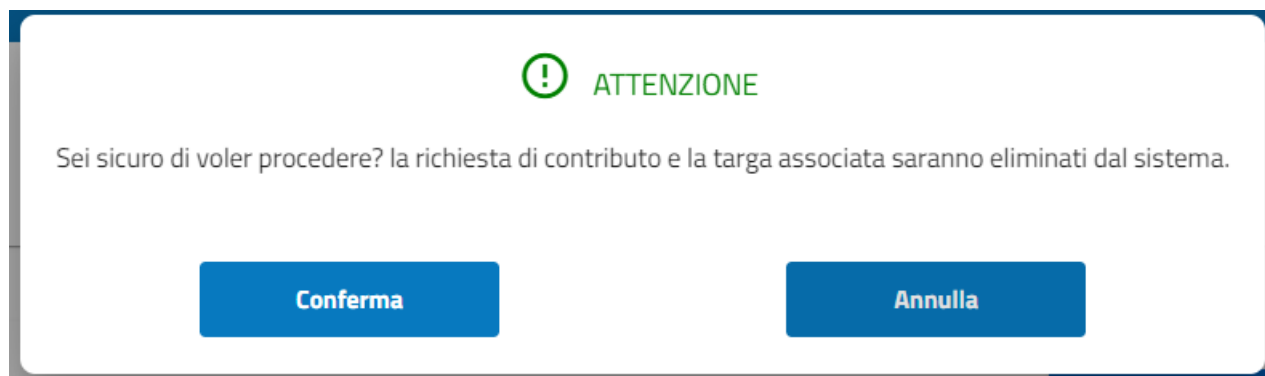 ATTENZIONE
Sei sicuro di voler procedere? la richiesta di contributo e la targa associata saranno eliminati dal sistema.
Conferma
Annulla